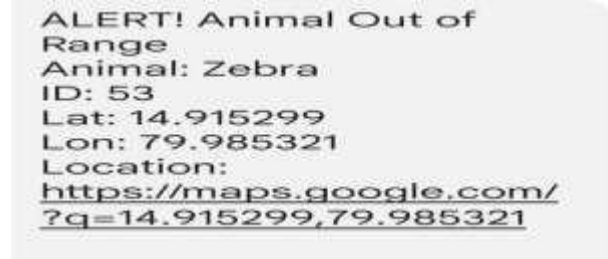 ALERT! Animal Out of
Range
Animal: Zebra
ID: 53
Lat: 14.915299
Lon: 79.985321
Location:
https://maps.google.com/
?q=14.915299,79.985321